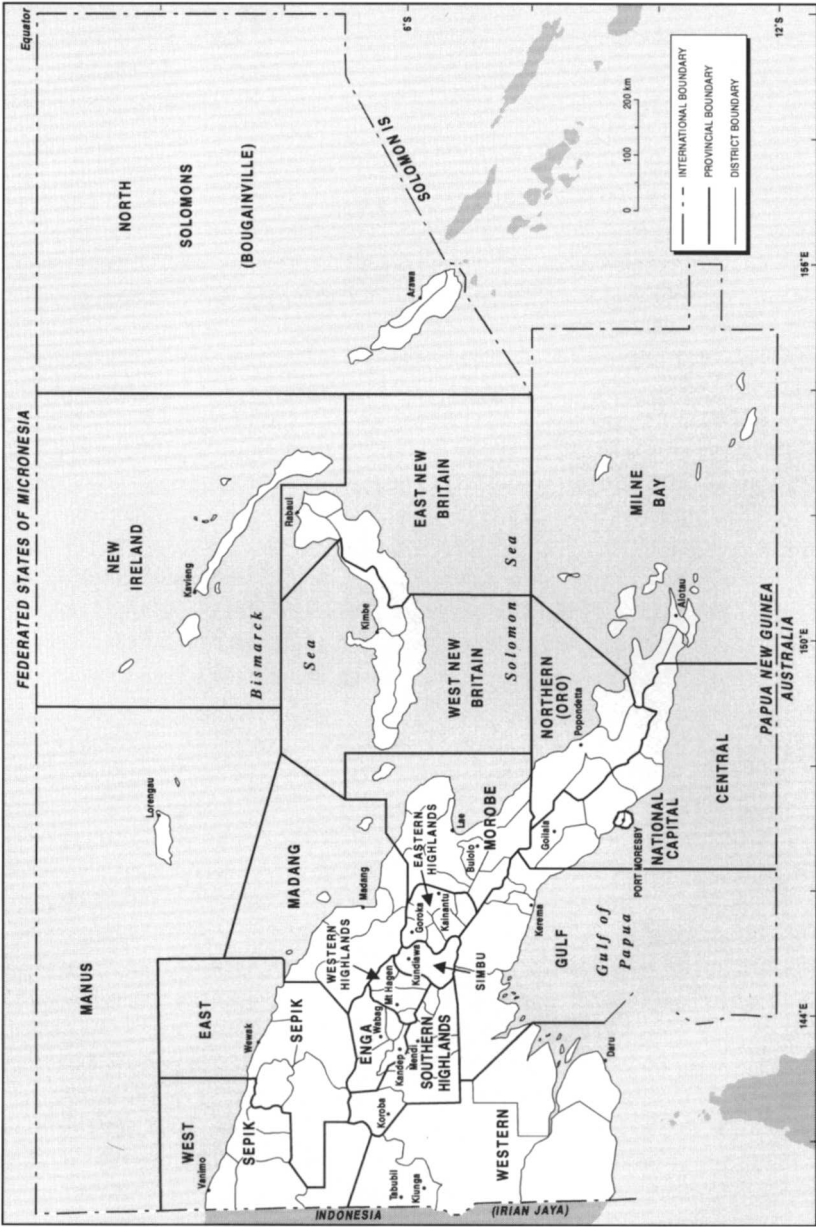 FEDERATED STATES OF MICRONESIA
Equator
MANUS
Lorengau
NEW
IRELAND
Kavieng
NORTH
SOLOMONS
(BOUGAINVILLE)
WEST
SEPIK
Vanimo
EAST
SEPIK
Wewak
MADANG
Madang
Bismarck
Sea
Rabaul
Kimbe
EAST NEW
BRITAIN
WEST NEW
BRITAIN
Arawa
SOLOMON IS
6°S
WESTERN
HIGHLANDS
ENGA
Wabag
Mt Hagen
Kandep
Mendi
SOUTHERN
HIGHLANDS
Koroba
Kundiawa
SIMBU
Goroka
Kainantu
EASTERN
HIGHLANDS
Lae
Bulolo
MOROBE
Solomon Sea
Tabubil
Kiunga
WESTERN
INDONESIA
(IRIAN JAYA)
Daru
GULF
Kerema
Gulf of
Papua
Goilala
NORTHERN
(ORO)
Popondetta
PORT MORESBY
NATIONAL
CAPITAL
CENTRAL
MILNE
BAY
Alotau
PAPUA NEW GUINEA
AUSTRALIA
0 100 200 km
INTERNATIONAL BOUNDARY
PROVINCIAL BOUNDARY
DISTRICT BOUNDARY
144°E
150°E
156°E
12°S